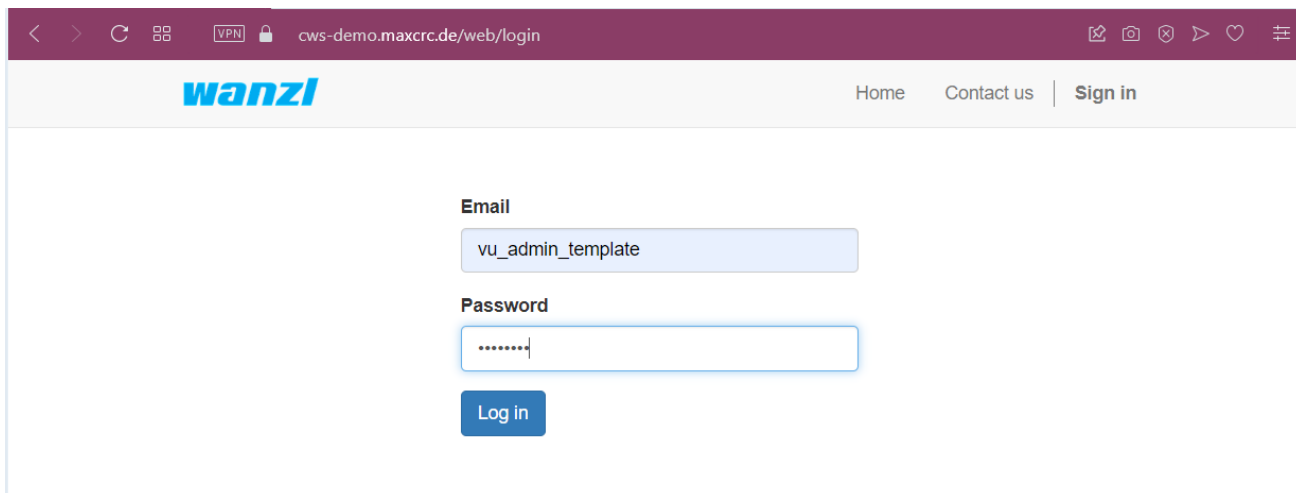 VPN cws-demo.maxcrc.de/web/login
wanzl Home Contact us Sign in
Email
vu_admin_template
Password
••••••••
Log in